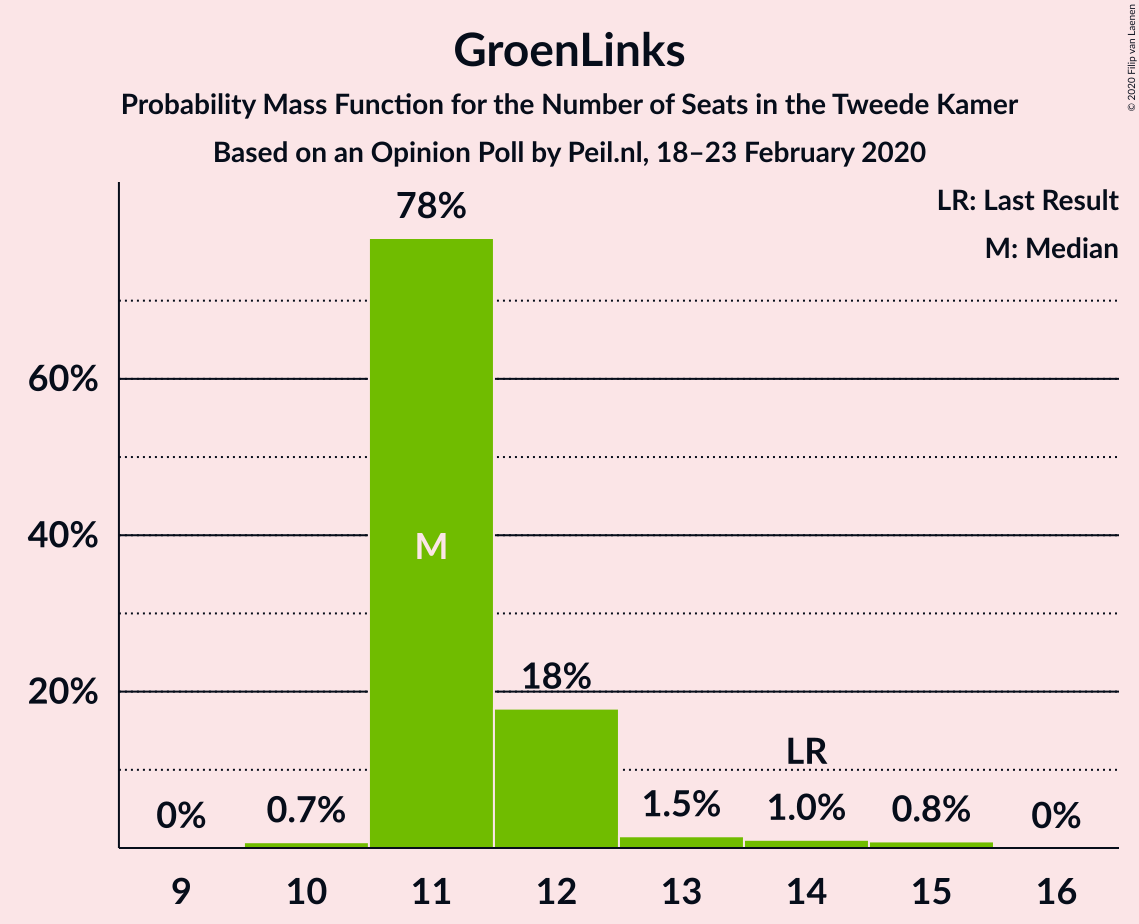 GroenLinks
Probability Mass Function for the Number of Seats in the Tweede Kamer
Based on an Opinion Poll by Peil.nl, 18–23 February 2020
© 2020 Filip van Laenen
LR: Last Result
M: Median
78%
60%
40%
M
20%
18%
LR
0%
0.7%
1.5%
1.0%
0.8%
0%
9 10 11 12 13 14 15 16